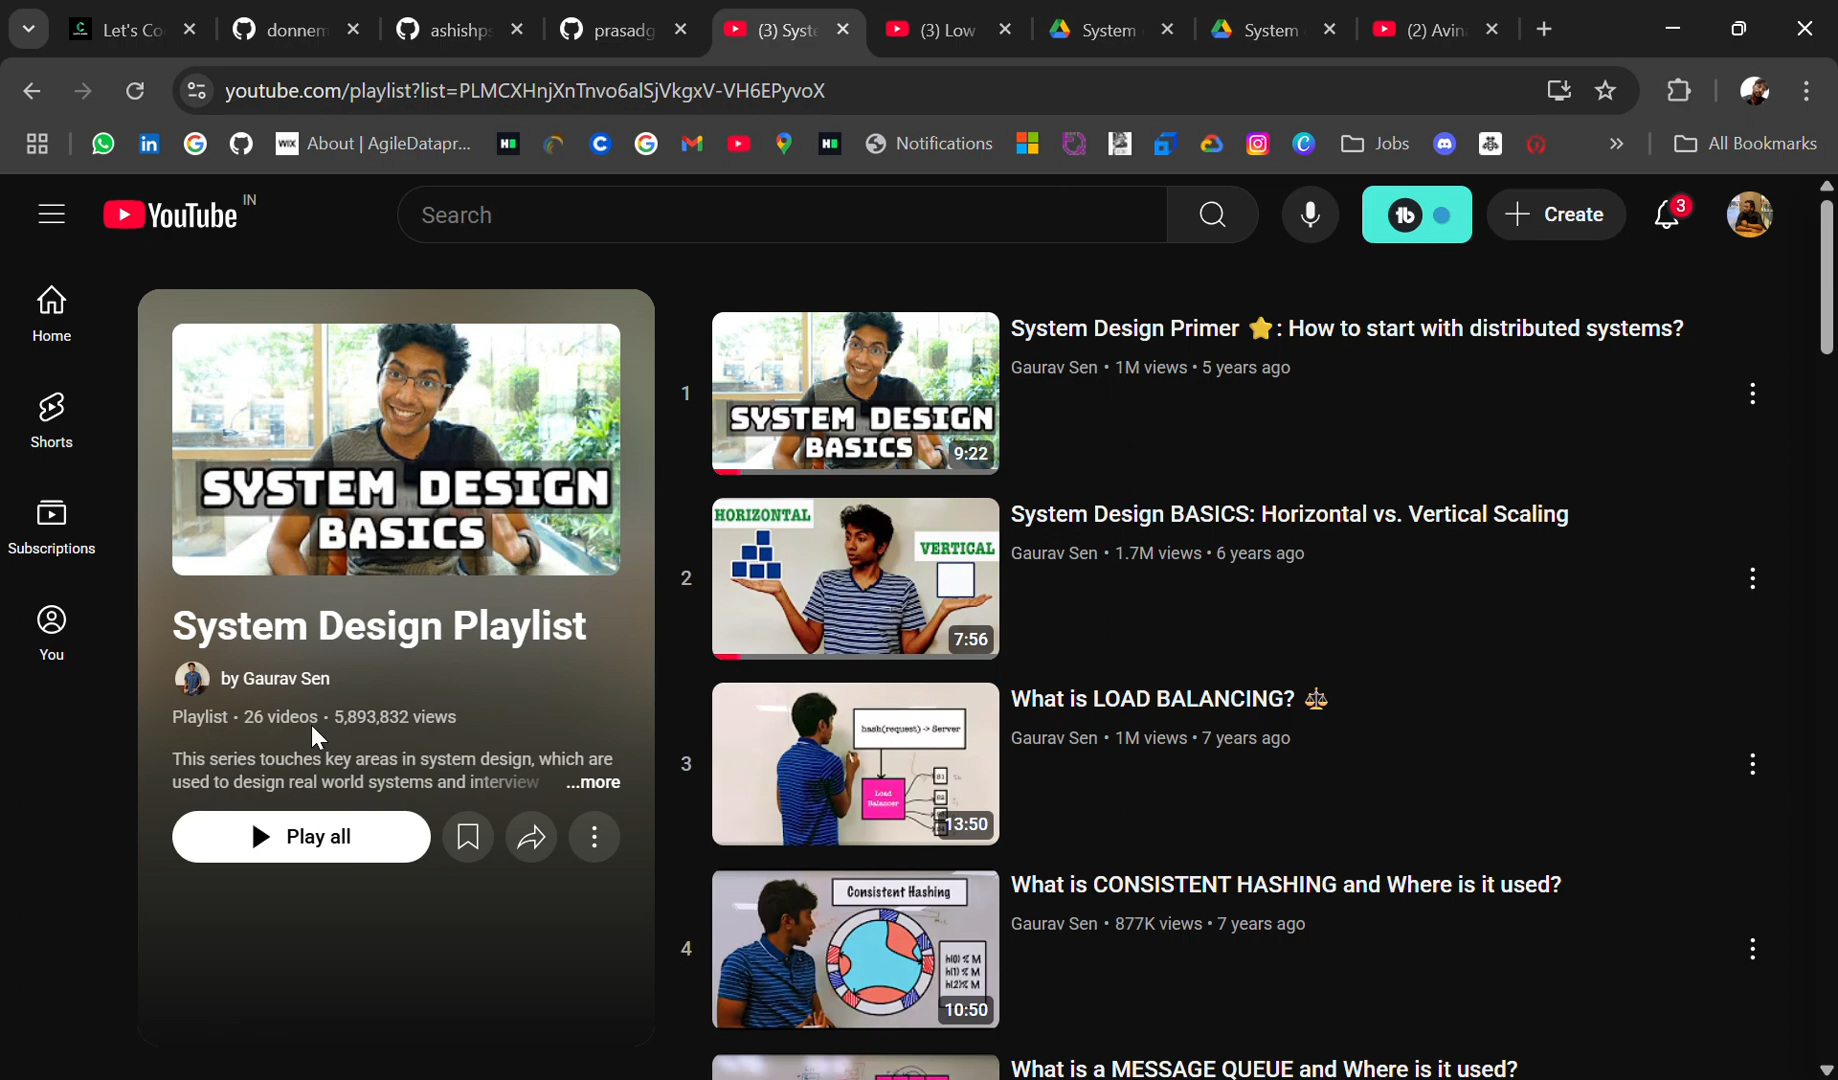 Let's Co
donnem
ashishp
prasadg
(3) Syste
(3) Low
System
System
(2) Avin
youtube.com/playlist?list=PLMCXHnjXnTnvo6alSjVkgxV-VH6EPyvoX
WIX About | AgileDatapr...
Notifications
Jobs
All Bookmarks
YouTube IN
Search
Create
3
Home
Shorts
Subscriptions
You
SYSTEM DESIGN
BASICS
System Design Playlist
by Gaurav Sen
Playlist • 26 videos • 5,893,832 views
This series touches key areas in system design, which are
used to design real world systems and interview ...more
Play all
1
SYSTEM DESIGN
BASICS
9:22
System Design Primer ⭐: How to start with distributed systems?
Gaurav Sen • 1M views • 5 years ago
2
HORIZONTAL
VERTICAL
7:56
System Design BASICS: Horizontal vs. Vertical Scaling
Gaurav Sen • 1.7M views • 6 years ago
3
hash(request) -> Server
Load
Balancer
13:50
What is LOAD BALANCING? ⚖️
Gaurav Sen • 1M views • 7 years ago
4
Consistent Hashing
h(0) % M
h(1) % M
h(2)% M
10:50
What is CONSISTENT HASHING and Where is it used?
Gaurav Sen • 877K views • 7 years ago
What is a MESSAGE QUEUE and Where is it used?